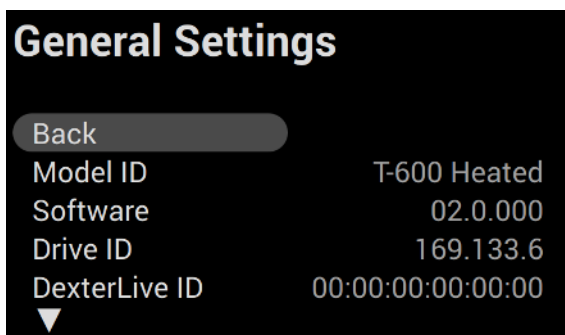 General Settings
Back
Model ID T-600 Heated
Software 02.0.000
Drive ID 169.133.6
DexterLive ID 00:00:00:00:00:00